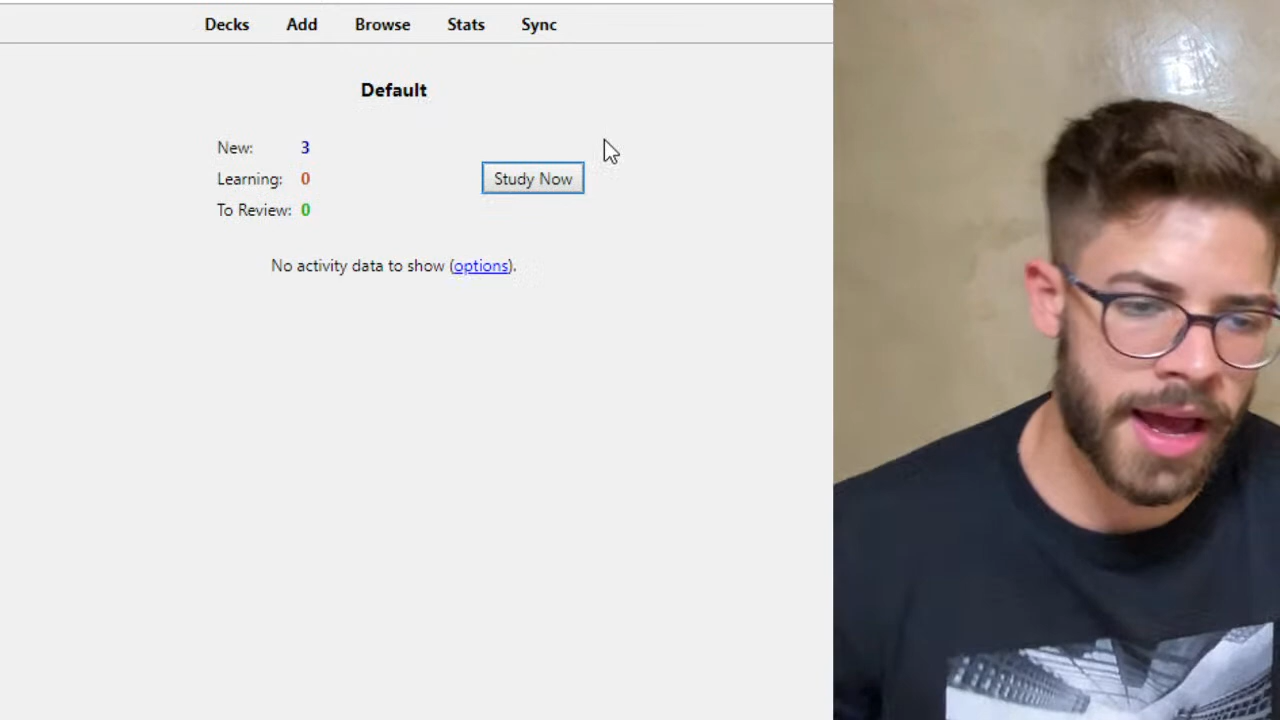 Decks Add Browse Stats Sync
Default
New: 3
Learning: 0
Study Now
To Review: 0
No activity data to show (options).